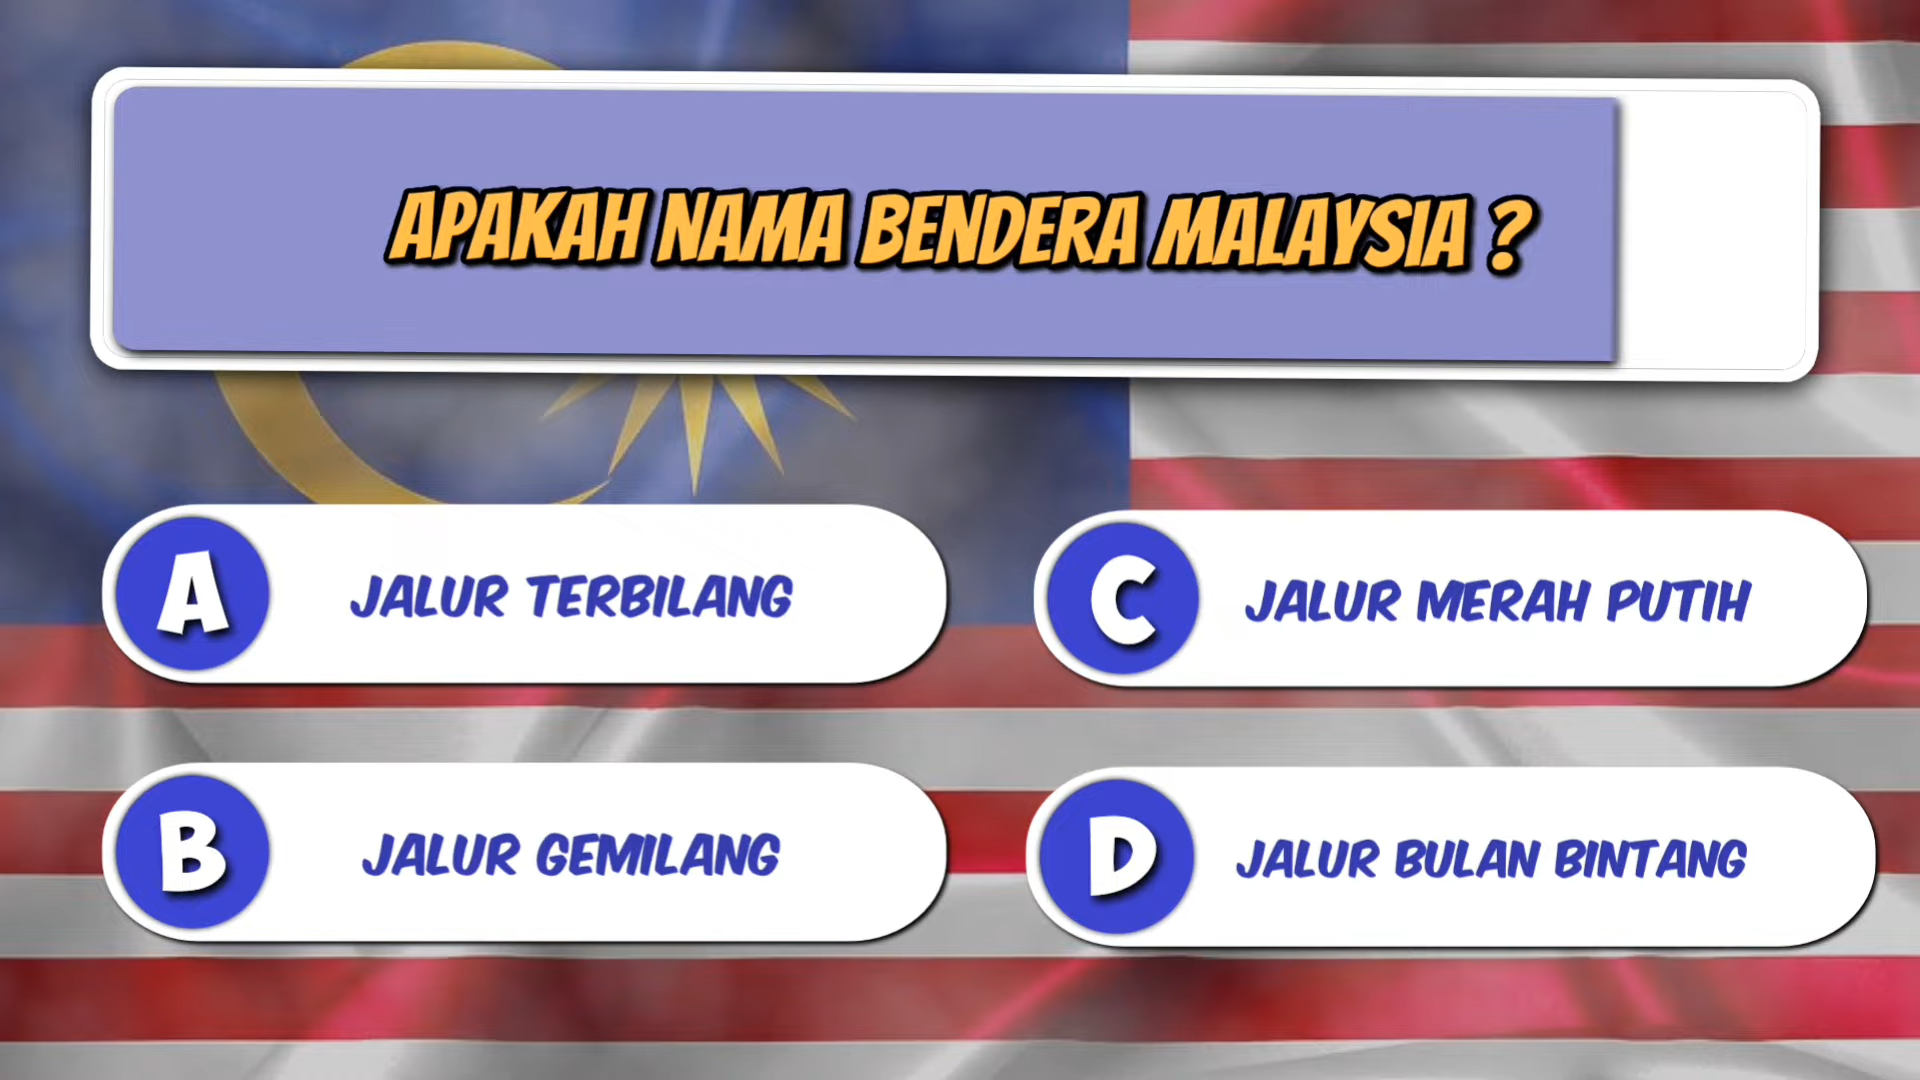 APAKAH NAMA BENDERA MALAYSIA ?
A JALUR TERBILANG
B JALUR GEMILANG
C JALUR MERAH PUTIH
D JALUR BULAN BINTANG